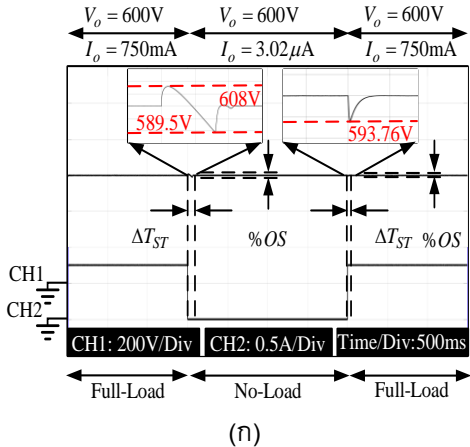 V_o = 600V V_o = 600V V_o = 600V
I_o = 750mA I_o = 3.02μA I_o = 750mA
608V
589.5V
593.76V
ΔT_ST %OS ΔT_ST %OS
CH1
CH2
CH1: 200V/Div CH2: 0.5A/Div Time/Div:500ms
Full-Load No-Load Full-Load
(ก)